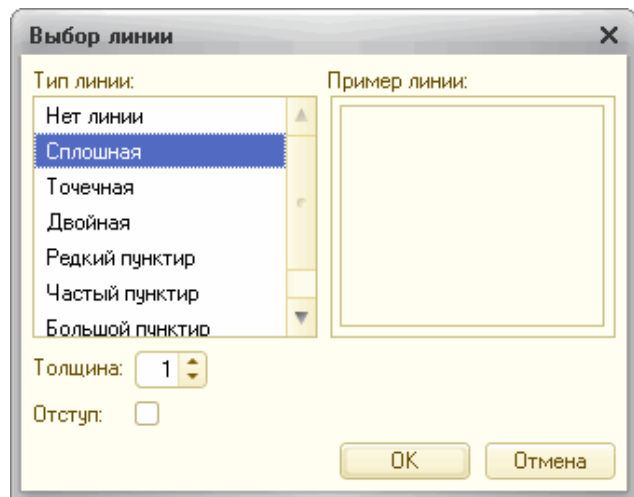 Выбор линии
Тип линии:
Пример линии:
Нет линии
Сплошная
Точечная
Двойная
Редкий пунктир
Частый пунктир
Большой пунктир
Толщина: 1
Отступ:
OK
Отмена